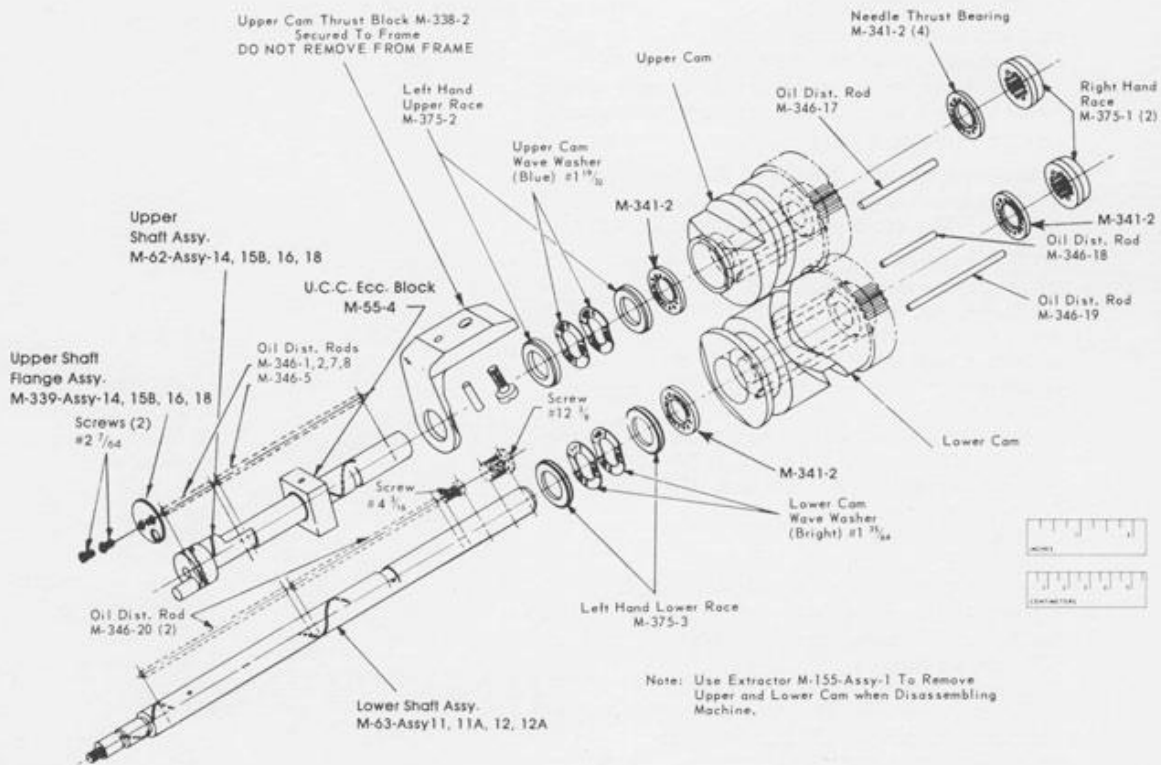 Upper Cam Thrust Block M-338-2
Secured To Frame
DO NOT REMOVE FROM FRAME
Needle Thrust Bearing
M-341-2 (4)
Upper Cam
Left Hand
Upper Race
M-375-2
Oil Dist. Rod
M-346-17
Right Hand
Race
M-375-1 (2)
Upper Cam
Wave Washer
(Blue) #1 19/32
M-341-2
Upper
Shaft Assy.
M-62-Assy-14, 15B, 16, 18
M-341-2
Oil Dist. Rod
M-346-18
U.C.C. Ecc. Block
M-55-4
Oil Dist. Rod
M-346-19
Upper Shaft
Flange Assy.
M-339-Assy-14, 15B, 16, 18
Oil Dist. Rods
M-346-1, 2, 7, 8
M-346-5
Screws (2)
#2 7/64
Screw
#12 3/8
Lower Cam
M-341-2
Screw
#4 3/16
Lower Cam
Wave Washer
(Bright) #1 35/64
INCHES
CENTIMETERS
Oil Dist. Rod
M-346-20 (2)
Left Hand Lower Race
M-375-3
Note: Use Extractor M-155-Assy-1 To Remove
Upper and Lower Cam when Disassembling
Machine.
Lower Shaft Assy.
M-63-Assy11, 11A, 12, 12A